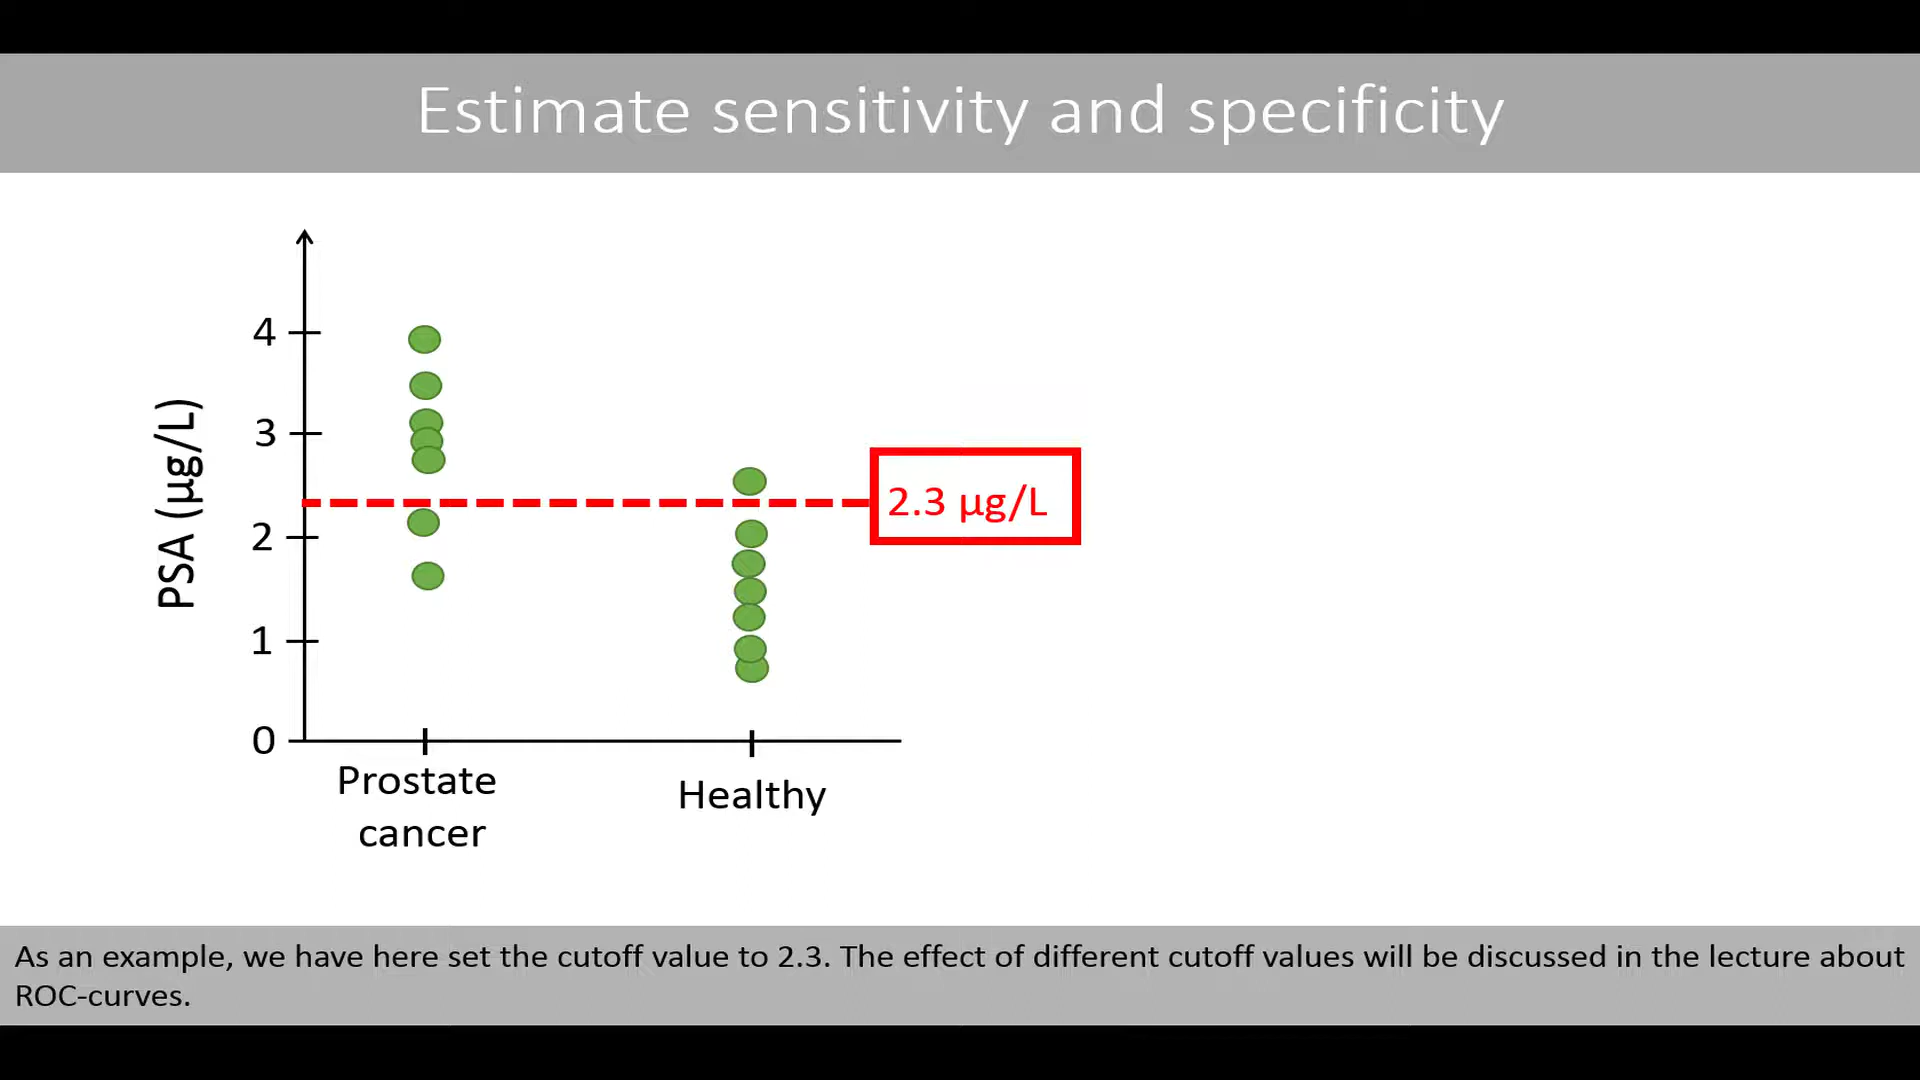 Estimate sensitivity and specificity
PSA (µg/L)
4
3
2
1
0
2.3 µg/L
Prostate
cancer
Healthy
As an example, we have here set the cutoff value to 2.3. The effect of different cutoff values will be discussed in the lecture about
ROC-curves.